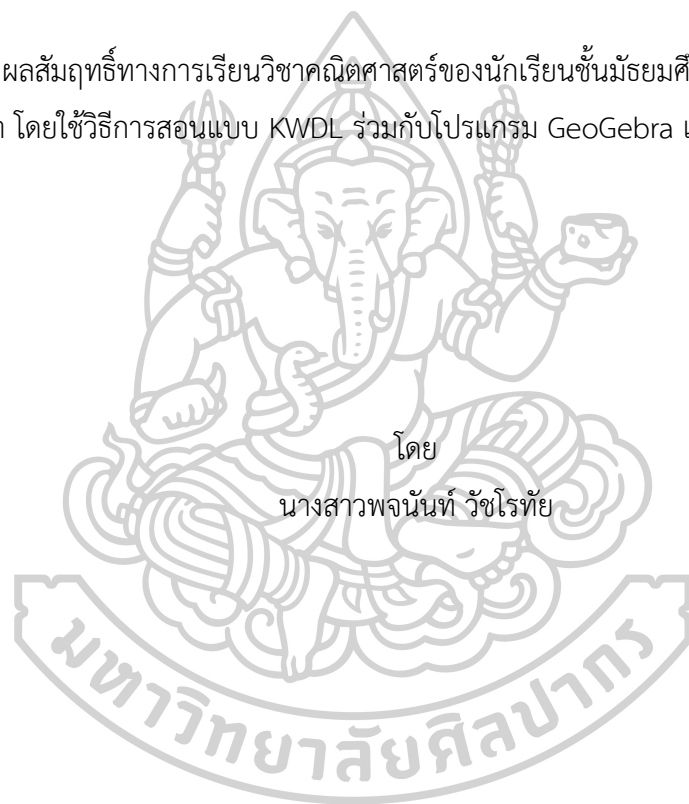 ผลสัมฤทธิ์ทางการเรียนวิชาคณิตศาสตร์ของนักเรียนชั้นมัธยมศึ
โดยใช้วิธีการสอนแบบ KWDL ร่วมกับโปรแกรม GeoGebra
โดย
นางสาวพจนันท์ วัชโรทัย
มหาวิทยาลัยศิลปากร